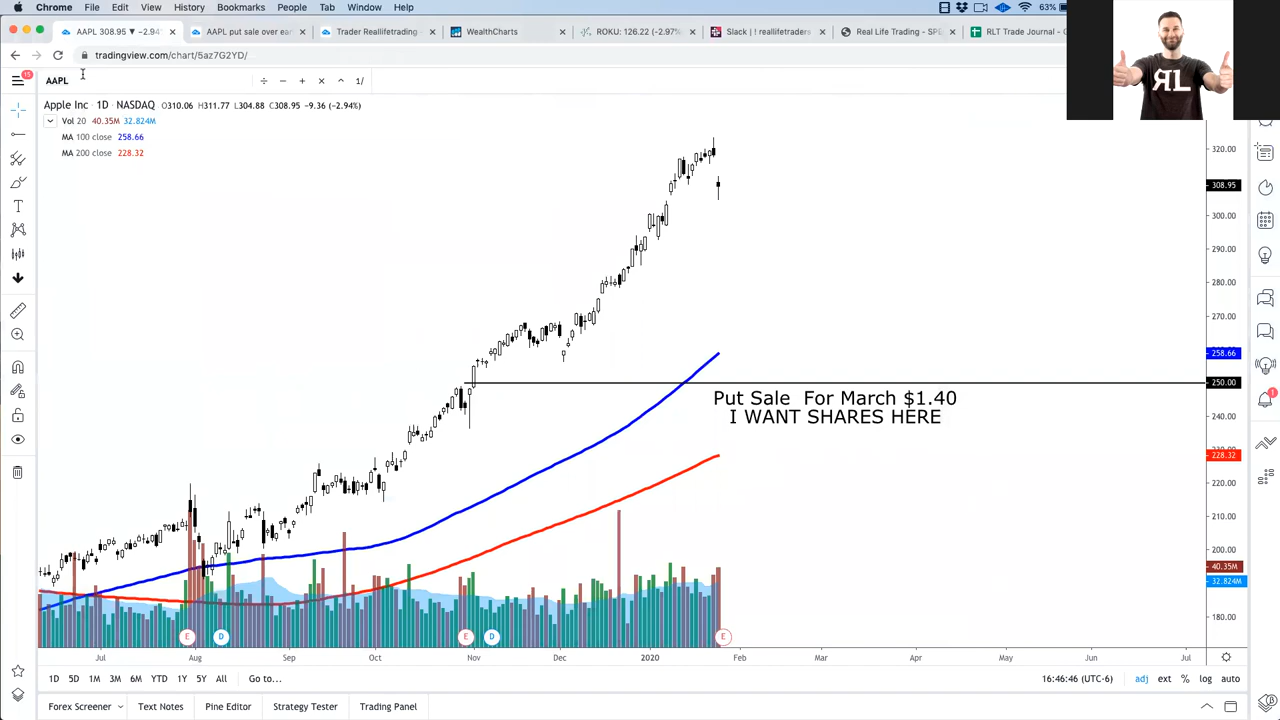 Chrome File Edit View History Bookmarks People Tab Window Help 63%
AAPL 308.95 ▼ −2.94% × AAPL put sale over ea × Trader Reallifetrading × WealthCharts × ROKU: 126.22 (−2.97% × Slack | ! reallifetraders × Real Life Trading - SPE × RLT Trade Journal - G
tradingview.com/chart/5az7G2YD/
15
AAPL ÷ − + × ^ 1/
RL
Apple Inc · 1D · NASDAQ O310.06 H311.77 L304.88 C308.95 −9.36 (−2.94%)
Vol 20 40.35M 32.824M
MA 100 close 258.66
MA 200 close 228.32
320.00
308.95
300.00
290.00
280.00
270.00
258.66
250.00
Put Sale For March $1.40
I WANT SHARES HERE
1
240.00
228.32
220.00
210.00
200.00
40.35M
32.824M
180.00
E D E D E
Jul Aug Sep Oct Nov Dec 2020 Feb Mar Apr May Jun Jul
1D 5D 1M 3M 6M YTD 1Y 5Y All Go to... 16:46:46 (UTC-6) adj ext % log auto
Forex Screener Text Notes Pine Editor Strategy Tester Trading Panel